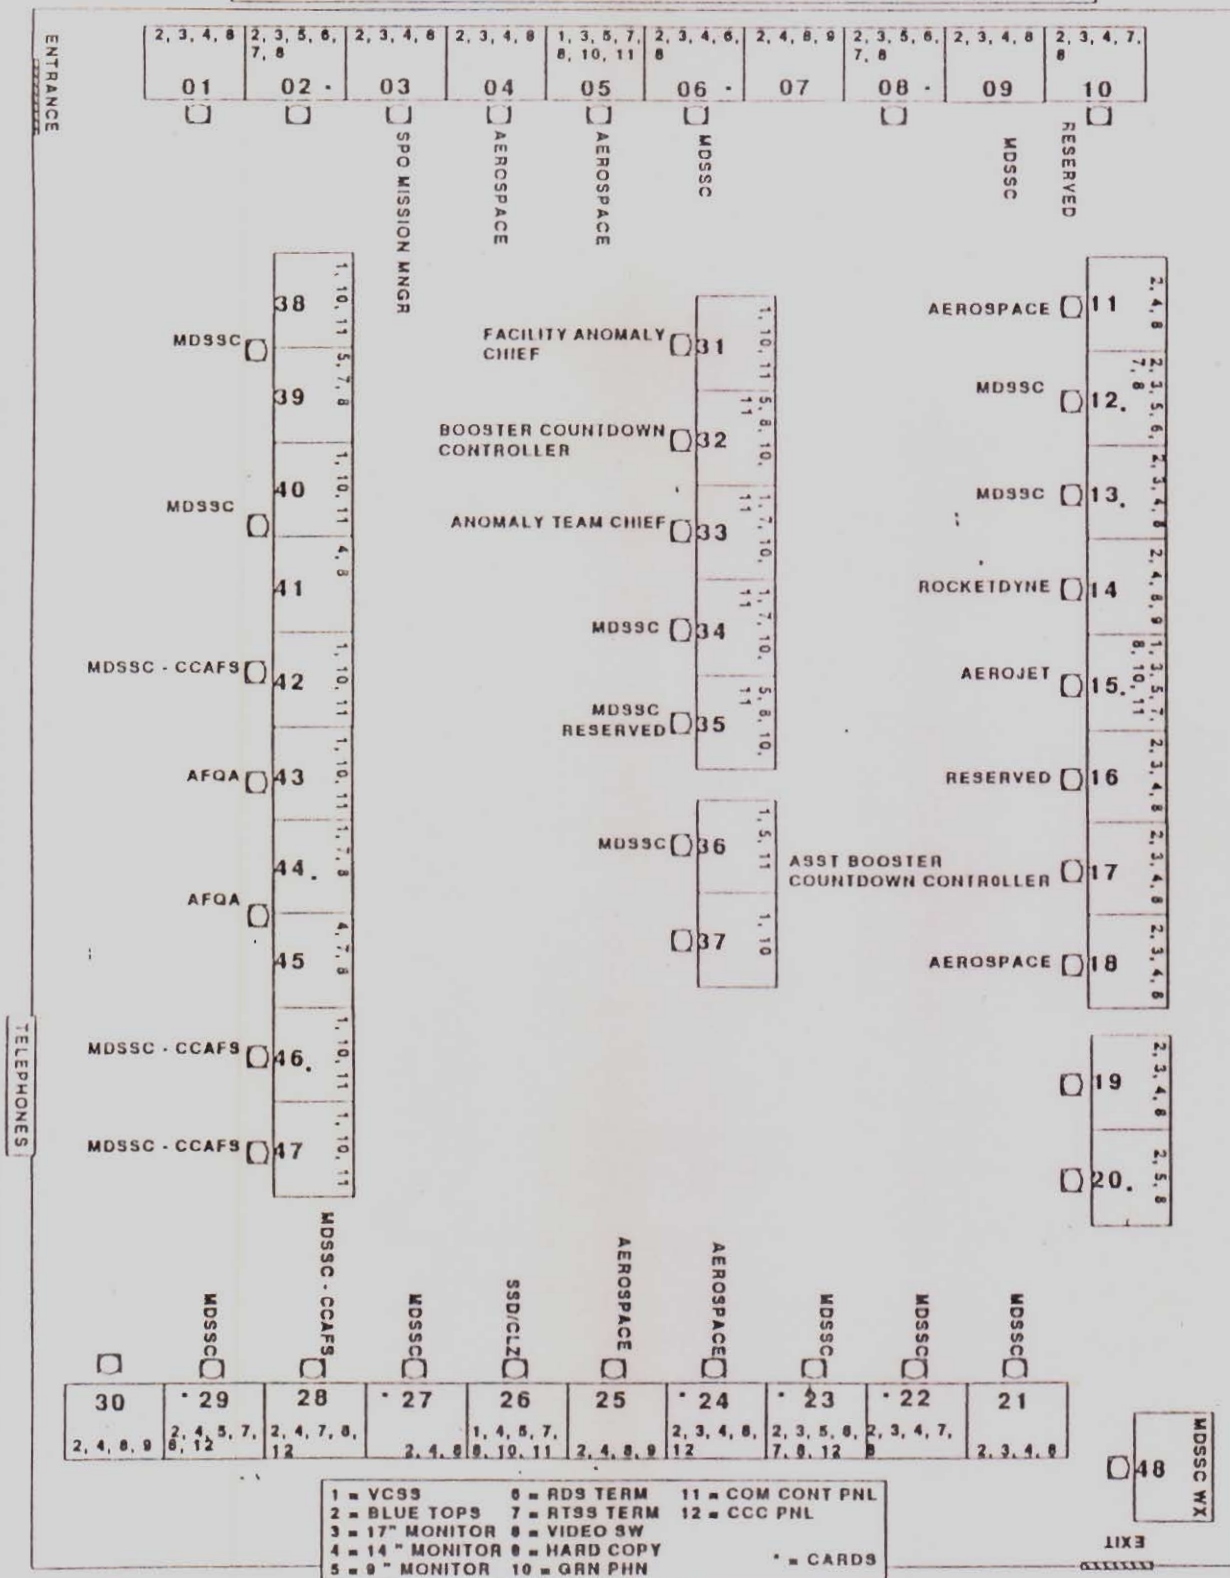 ENTRANCE
2, 3, 4, 8
01
2, 3, 5, 6,
7, 8
02 .
2, 3, 4, 8
03
2, 3, 4, 8
04
1, 3, 5, 7,
8, 10, 11
05
2, 3, 4, 6,
8
06 .
2, 4, 8, 9
07
2, 3, 5, 6,
7, 8
08 .
2, 3, 4, 8
09
2, 3, 4, 7,
8
10
SPO MISSION MNGR
AEROSPACE
AEROSPACE
MDSSC
MDSSC
RESERVED
MDSSC
38
1, 10, 11
39
5, 7, 8
MDSSC
40
1, 10, 11
41
4, 8
MDSSC - CCAFS
42
1, 10, 11
AFQA
43
1, 10, 11
44.
1, 7, 8
AFQA
45
4, 7, 8
MDSSC - CCAFS
46.
1, 10, 11
MDSSC - CCAFS
47
1, 10, 11
FACILITY ANOMALY
CHIEF
31
1, 10, 11
BOOSTER COUNTDOWN
CONTROLLER
32
5, 8, 10,
11
ANOMALY TEAM CHIEF
33
1, 7, 10,
11
MDSSC
34
1, 7, 10,
11
MDSSC
RESERVED
35
5, 8, 10,
11
MDSSC
36
1, 5, 11
37
1, 10
AEROSPACE
11
2, 4, 8
MDSSC
12.
2, 3, 5, 6,
7, 8
MDSSC
13.
2, 3, 4, 8
ROCKETDYNE
14
2, 4, 8, 9
AEROJET
15.
1, 3, 5, 7,
8, 10, 11
RESERVED
16
2, 3, 4, 8
ASST BOOSTER
COUNTDOWN CONTROLLER
17
2, 3, 4, 8
AEROSPACE
18
2, 3, 4, 8
19
2, 3, 4, 8
20.
2, 5, 8
TELEPHONES
MDSSC
MDSSC - CCAFS
MDSSC
SSD/CLZ
AEROSPACE
AEROSPACE
MDSSC
MDSSC
MDSSC
30
2, 4, 8, 9
· 29
2, 4, 5, 7,
8, 12
28
2, 4, 7, 8,
12
· 27
2, 4, 8
26
1, 4, 5, 7,
8, 10, 11
25
2, 4, 8, 9
· 24
2, 3, 4, 8,
12
· 23
2, 3, 5, 6,
7, 8, 12
· 22
2, 3, 4, 7,
8
21
2, 3, 4, 8
48
MDSSC WX
EXIT
1 = VCSS 6 = RDS TERM 11 = COM CONT PNL
2 = BLUE TOPS 7 = RTSS TERM 12 = CCC PNL
3 = 17" MONITOR 8 = VIDEO SW
4 = 14 " MONITOR 9 = HARD COPY
5 = 9 " MONITOR 10 = GRN PHN · = CARDS